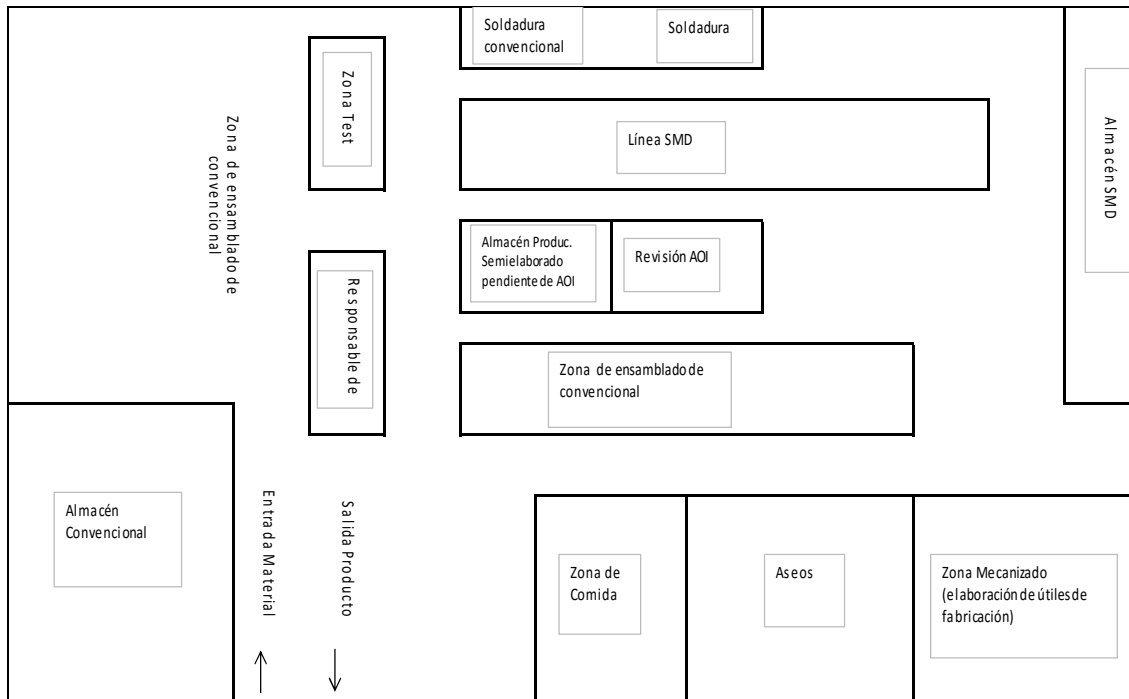 Soldadura
convencional
Soldadura
Zona Test
Zona de ensamblado de
convencional
Línea SMD
Almacén SMD
Almacén Produc.
Semielaborado
pendiente de AOI
Revisión AOI
Responsable de
Zona de ensamblado de
convencional
Almacén
Convencional
Entrada Material
Salida Producto
Zona de
Comida
Aseos
Zona Mecanizado
(elaboración de útiles de
fabricación)